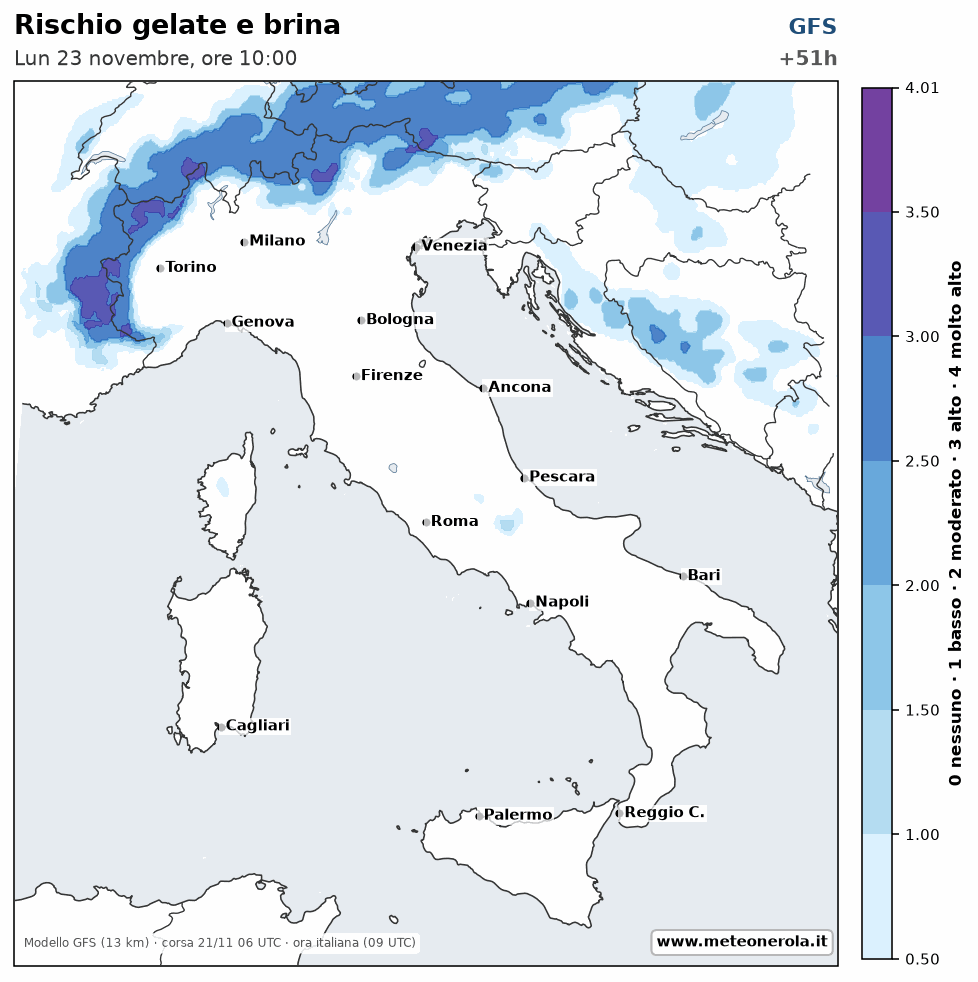 Rischio gelate e brina
GFS
Lun 23 novembre, ore 10:00
+51h
4.01
3.50
3.00
2.50
2.00
1.50
1.00
0.50
0 nessuno · 1 basso · 2 moderato · 3 alto · 4 molto alto
Milano
Venezia
Torino
Genova
Bologna
Firenze
Ancona
Pescara
Roma
Bari
Napoli
Cagliari
Palermo
Reggio C.
Modello GFS (13 km) · corsa 21/11 06 UTC · ora italiana (09 UTC)
www.meteonerola.it